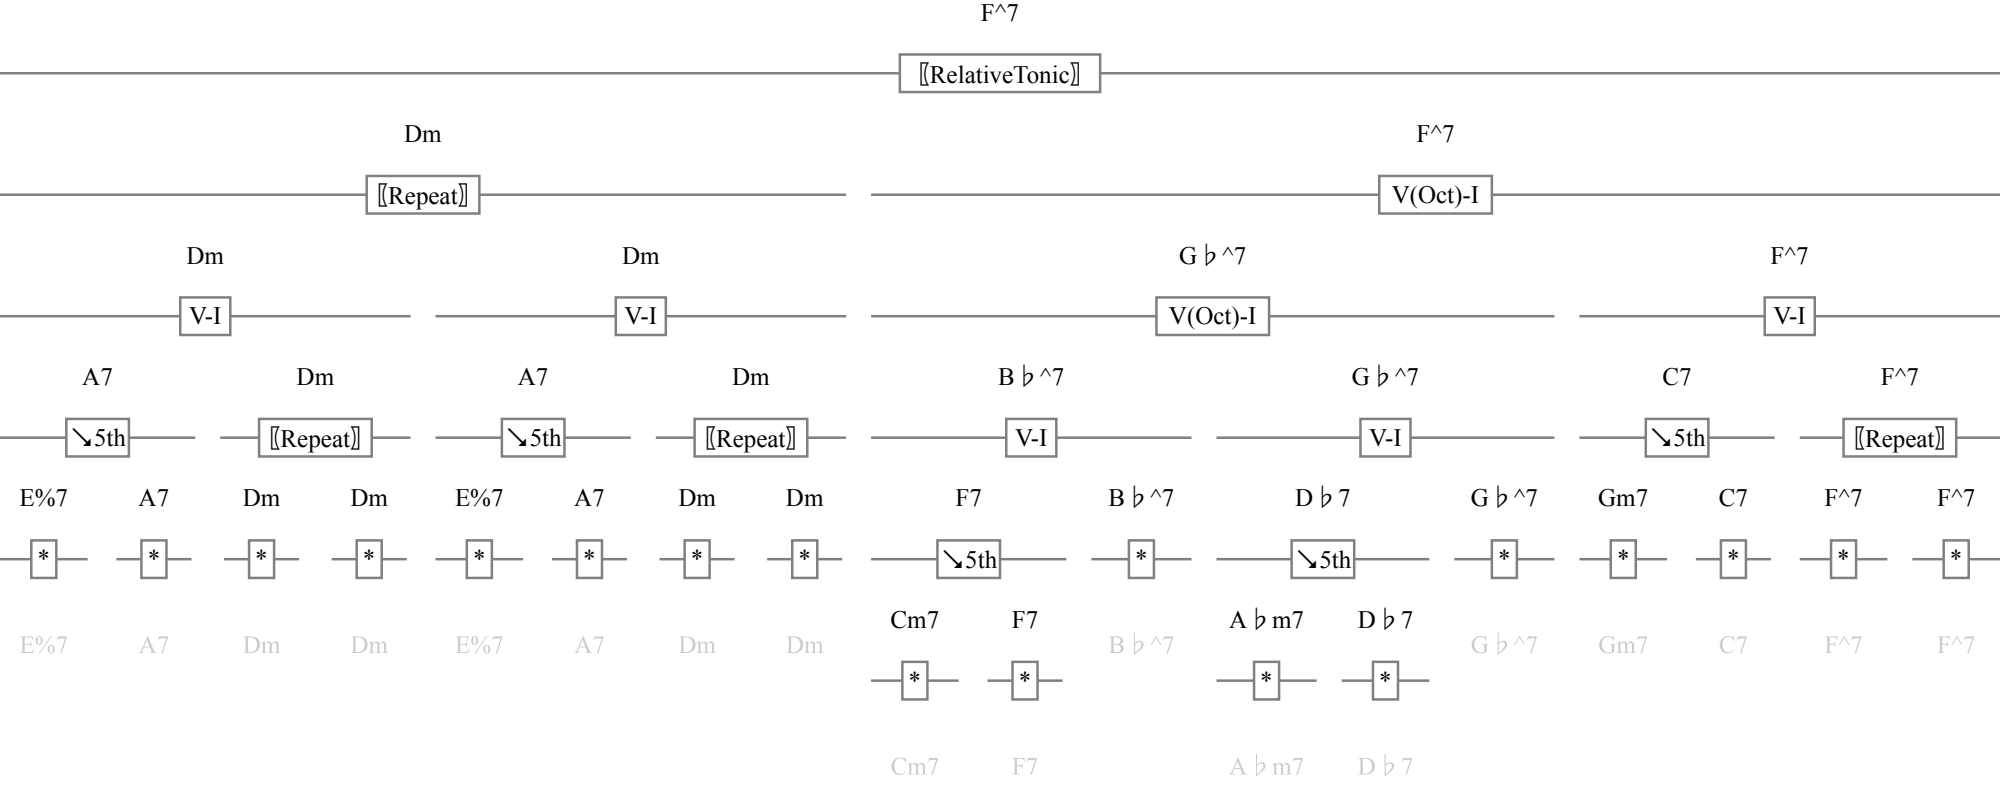 F^7
⟦RelativeTonic⟧
Dm F^7
⟦Repeat⟧ V(Oct)-I
Dm Dm G♭^7 F^7
V-I V-I V(Oct)-I V-I
A7 Dm A7 Dm B♭^7 G♭^7 C7 F^7
↘5th ⟦Repeat⟧ ↘5th ⟦Repeat⟧ V-I V-I ↘5th ⟦Repeat⟧
E%7 A7 Dm Dm E%7 A7 Dm Dm F7 B♭^7 D♭7 G♭^7 Gm7 C7 F^7 F^7
* * * * * * * * ↘5th * ↘5th * * * * *
Cm7 F7 A♭m7 D♭7
E%7 A7 Dm Dm E%7 A7 Dm Dm B♭^7 G♭^7 Gm7 C7 F^7 F^7
* * * *
Cm7 F7 A♭m7 D♭7